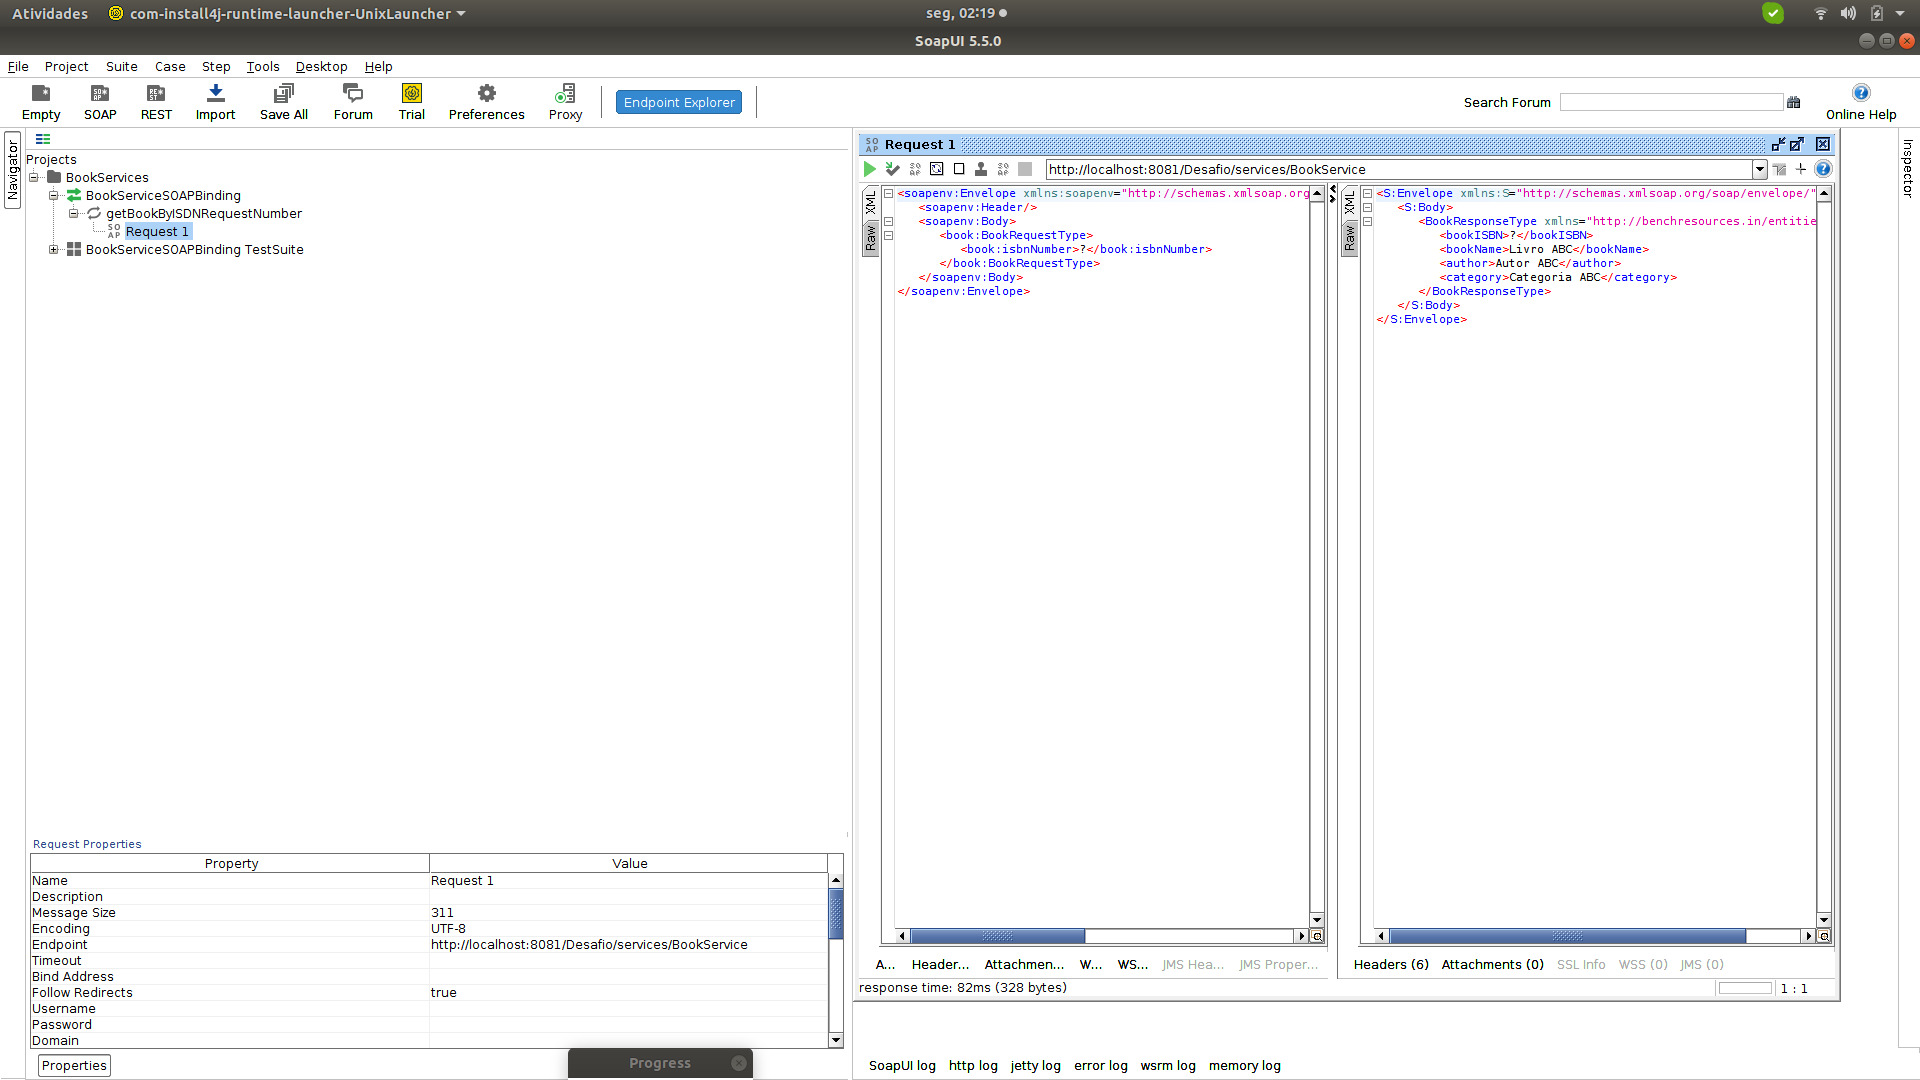 Atividades com-install4j-runtime-launcher-UnixLauncher seg, 02:19
SoapUI 5.5.0
File Project Suite Case Step Tools Desktop Help
Empty SOAP REST Import Save All Forum Trial Preferences Proxy Endpoint Explorer Search Forum Online Help
Navigator
Projects
BookServices
BookServiceSOAPBinding
getBookByISDNRequestNumber
SO AP Request 1
BookServiceSOAPBinding TestSuite
Request Properties
Property Value
Name Request 1
Description
Message Size 311
Encoding UTF-8
Endpoint http://localhost:8081/Desafio/services/BookService
Timeout
Bind Address
Follow Redirects true
Username
Password
Domain
Properties
Progress
SO AP Request 1
http://localhost:8081/Desafio/services/BookService
XML
Raw
<soapenv:Envelope xmlns:soapenv="http://schemas.xmlsoap.org
<soapenv:Header/>
<soapenv:Body>
<book:BookRequestType>
<book:isbnNumber>?</book:isbnNumber>
</book:BookRequestType>
</soapenv:Body>
</soapenv:Envelope>
XML
Raw
<S:Envelope xmlns:S="http://schemas.xmlsoap.org/soap/envelope/"
<S:Body>
<BookResponseType xmlns="http://benchresources.in/entitie
<bookISBN>?</bookISBN>
<bookName>Livro ABC</bookName>
<author>Autor ABC</author>
<category>Categoria ABC</category>
</BookResponseType>
</S:Body>
</S:Envelope>
A... Header... Attachmen... W... WS... JMS Hea... JMS Proper...
Headers (6) Attachments (0) SSL Info WSS (0) JMS (0)
response time: 82ms (328 bytes) 1 : 1
SoapUI log http log jetty log error log wsrm log memory log
Inspector